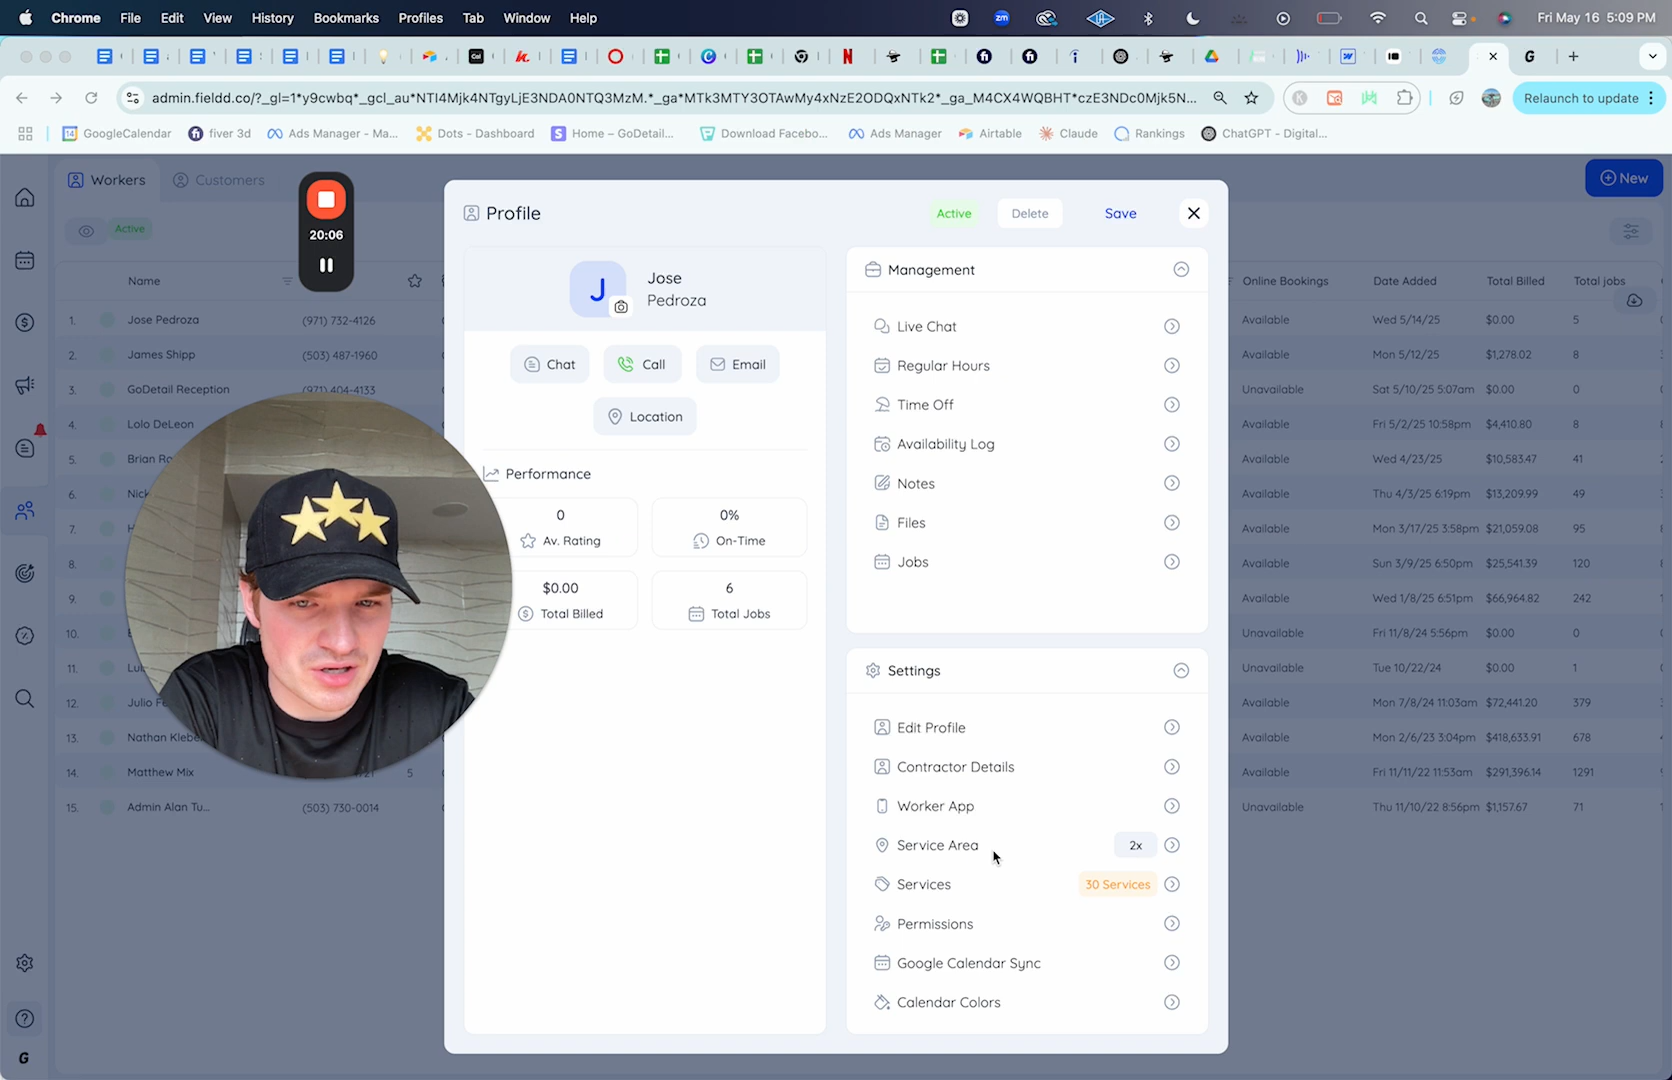 Chrome File Edit View History Bookmarks Profiles Tab Window Help
zm
Fri May 16 5:09 PM
admin.fieldd.co/?_gl=1*y9cwbq*_gcl_au*NTI4Mjk4NTgyLjE3NDA0NTQ3MzM.*_ga*MTk3MTY3OTAwMy4xNzE2ODQxNTk2*_ga_M4CX4WQBHT*czE3NDc0Mjk5N...
Relaunch to update
GoogleCalendar fiver 3d Ads Manager - Ma... Dots - Dashboard Home – GoDetail... Download Facebo... Ads Manager Airtable Claude Rankings ChatGPT - Digital...
Workers Customers
New
Active
20:06
Name
Online Bookings Date Added Total Billed Total jobs
1. Jose Pedroza (971) 732-4126 Available Wed 5/14/25 $0.00 5
2. James Shipp (503) 487-1960 Available Mon 5/12/25 $1,278.02 8
3. GoDetail Reception (971) 404-4133 Unavailable Sat 5/10/25 5:07am $0.00 0
4. Lolo DeLeon Available Fri 5/2/25 10:58pm $4,410.80 8
5. Brian Ro Available Wed 4/23/25 $10,583.47 41
6. Nick Available Thu 4/3/25 6:19pm $13,209.99 49
7. Available Mon 3/17/25 3:58pm $21,059.08 95
8. Available Sun 3/9/25 6:50pm $25,541.39 120
9. Available Wed 1/8/25 6:51pm $66,964.82 242
10. Unavailable Fri 11/8/24 5:56pm $0.00 0
11. Lui Unavailable Tue 10/22/24 $0.00 1
12. Julio Fe Available Mon 7/8/24 11:03am $72,441.20 379
13. Nathan Klebe Available Mon 2/6/23 3:04pm $418,633.91 678
14. Matthew Mix 5 Available Fri 11/11/22 11:53am $291,396.14 1291
15. Admin Alan Tu... (503) 730-0014 Unavailable Thu 11/10/22 8:56pm $1,157.67 71
Profile
Active Delete Save
J
Jose
Pedroza
Chat Call Email
Location
Performance
0
Av. Rating
0%
On-Time
$0.00
Total Billed
6
Total Jobs
Management
Live Chat
Regular Hours
Time Off
Availability Log
Notes
Files
Jobs
Settings
Edit Profile
Contractor Details
Worker App
Service Area 2x
Services 30 Services
Permissions
Google Calendar Sync
Calendar Colors
G